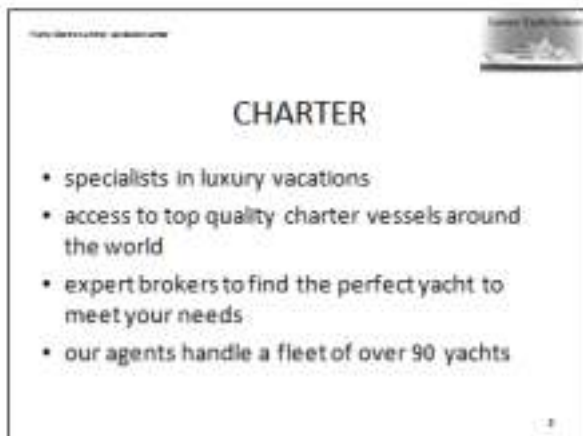 CHARTER
• specialists in luxury vacations
• access to top quality charter vessels around
the world
• expert brokers to find the perfect yacht to
meet your needs
• our agents handle a fleet of over 90 yachts